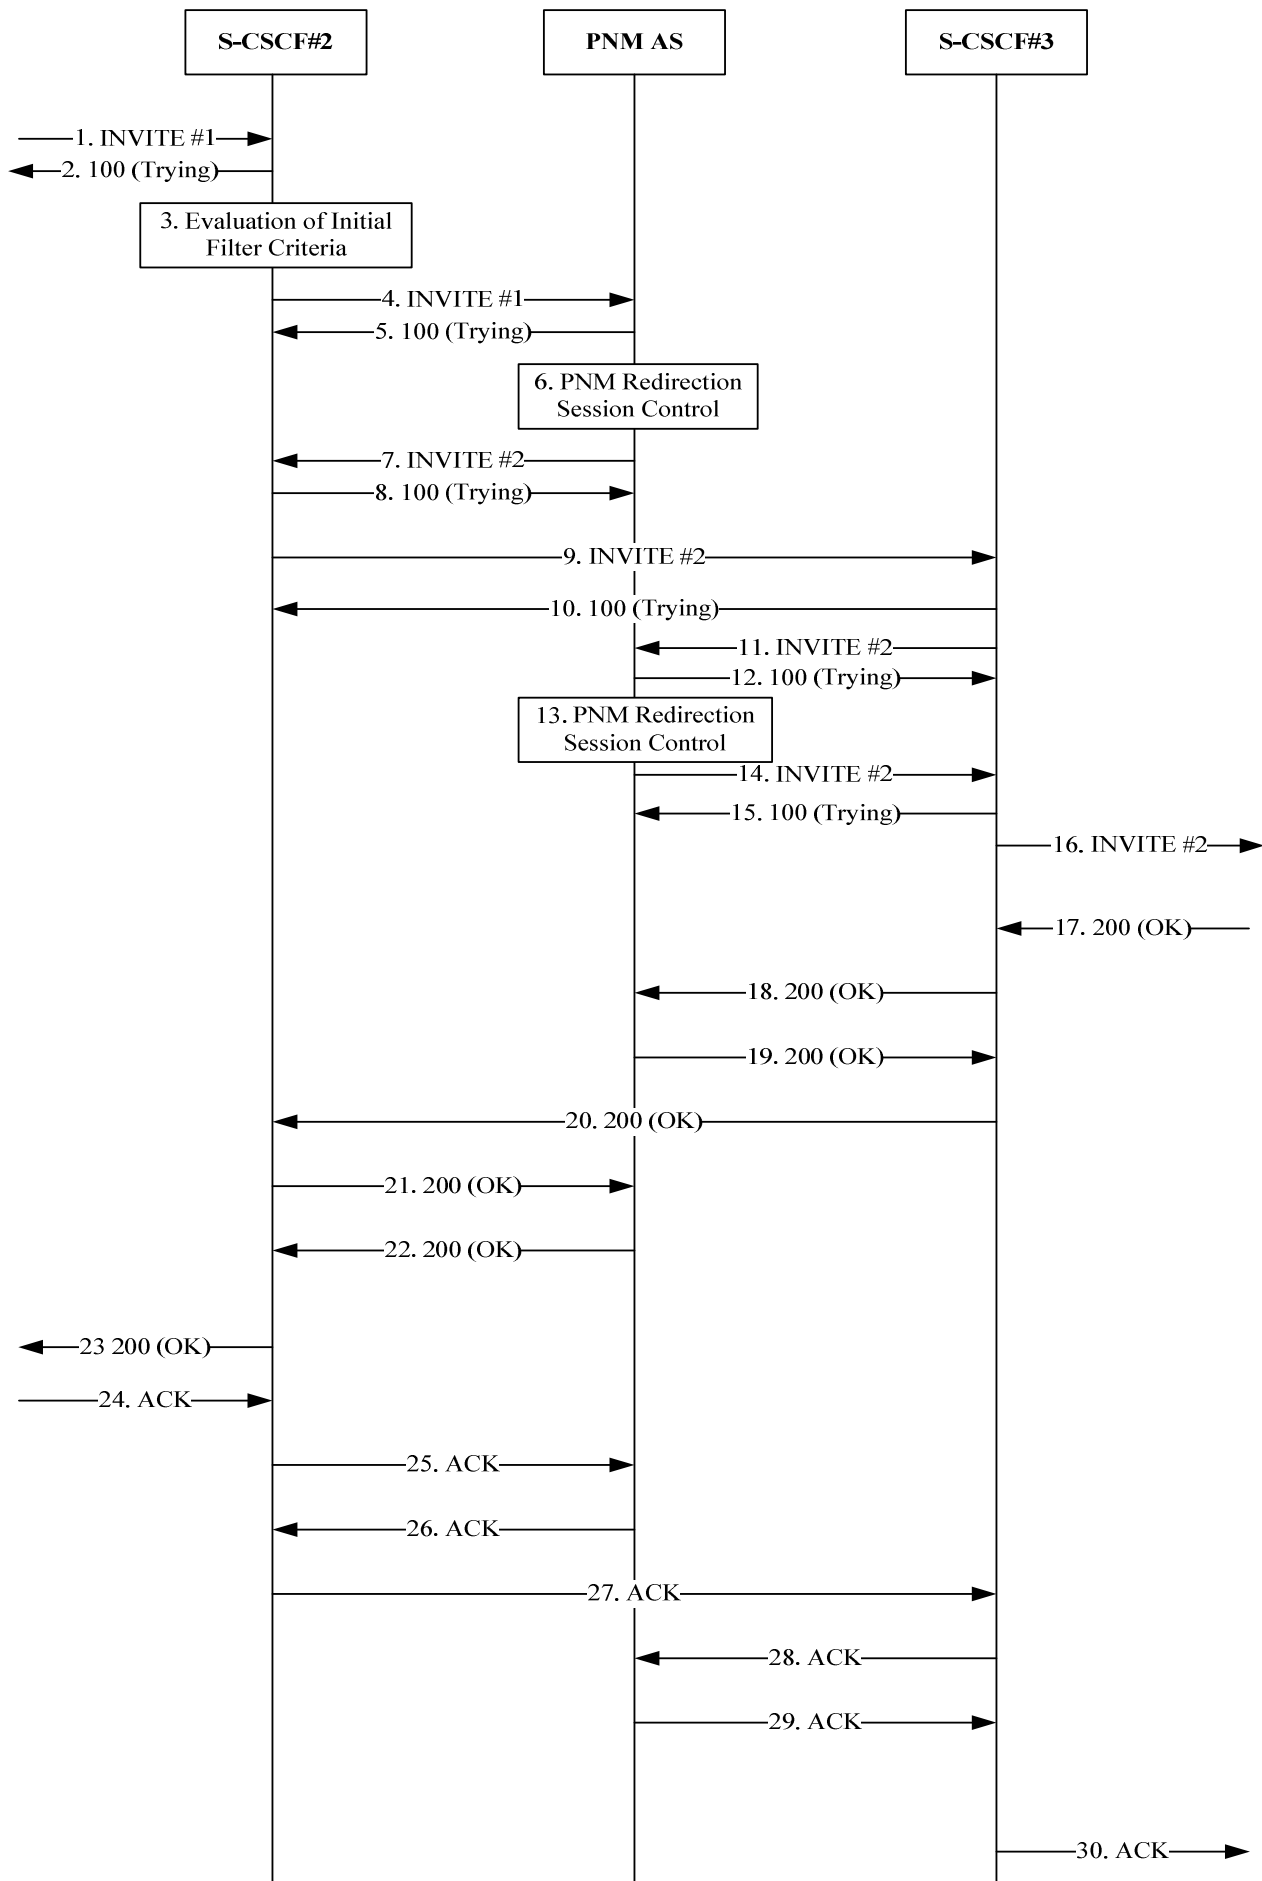 S-CSCF#2
PNM AS
S-CSCF#3
1. INVITE #1
2. 100 (Trying)
3. Evaluation of Initial
Filter Criteria
4. INVITE #1
5. 100 (Trying)
6. PNM Redirection
Session Control
7. INVITE #2
8. 100 (Trying)
9. INVITE #2
10. 100 (Trying)
11. INVITE #2
12. 100 (Trying)
13. PNM Redirection
Session Control
14. INVITE #2
15. 100 (Trying)
16. INVITE #2
17. 200 (OK)
18. 200 (OK)
19. 200 (OK)
20. 200 (OK)
21. 200 (OK)
22. 200 (OK)
23 200 (OK)
24. ACK
25. ACK
26. ACK
27. ACK
28. ACK
29. ACK
30. ACK